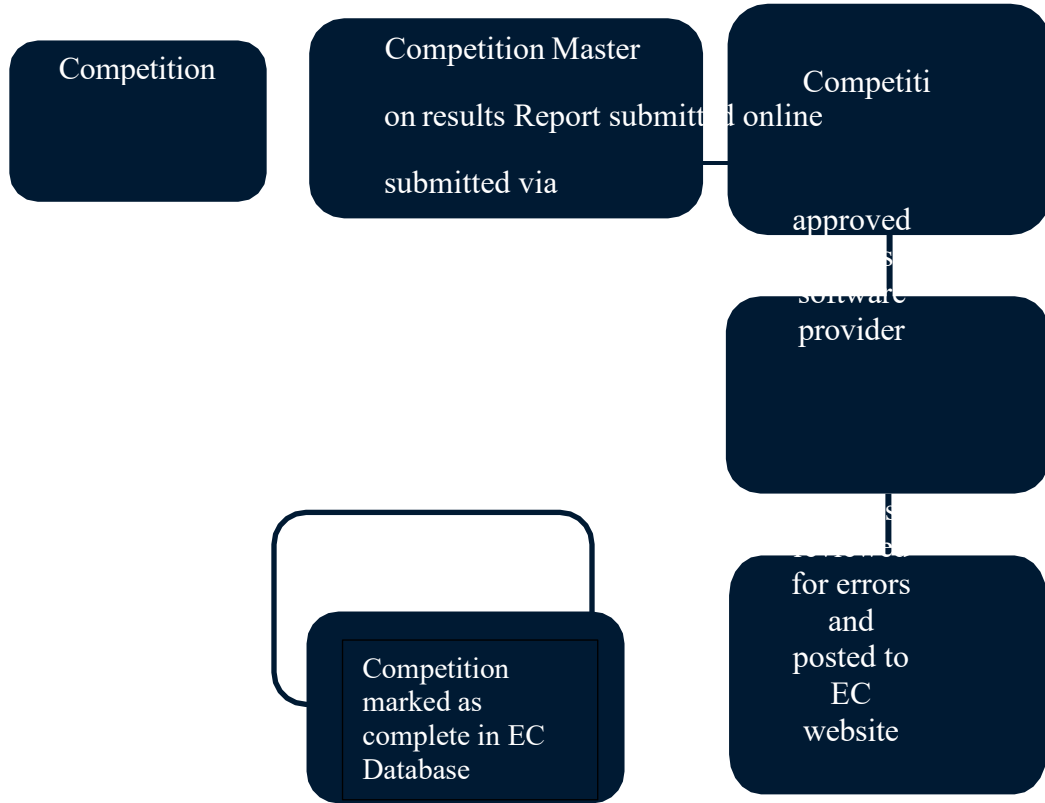 Competition
Competition Master
Competiti
on results Report submitted online
submitted via
approved
s
software
provider
s
reviewed
for errors
and
posted to
EC
website
Competition
marked as
complete in EC
Database